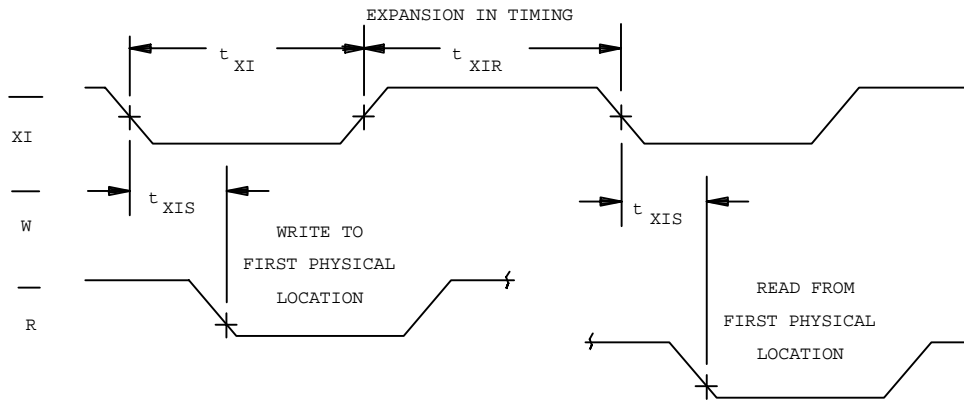 EXPANSION IN TIMING
t XI
t XIR
XI
t XIS
t XIS
W
WRITE TO
FIRST PHYSICAL
LOCATION
R
READ FROM
FIRST PHYSICAL
LOCATION